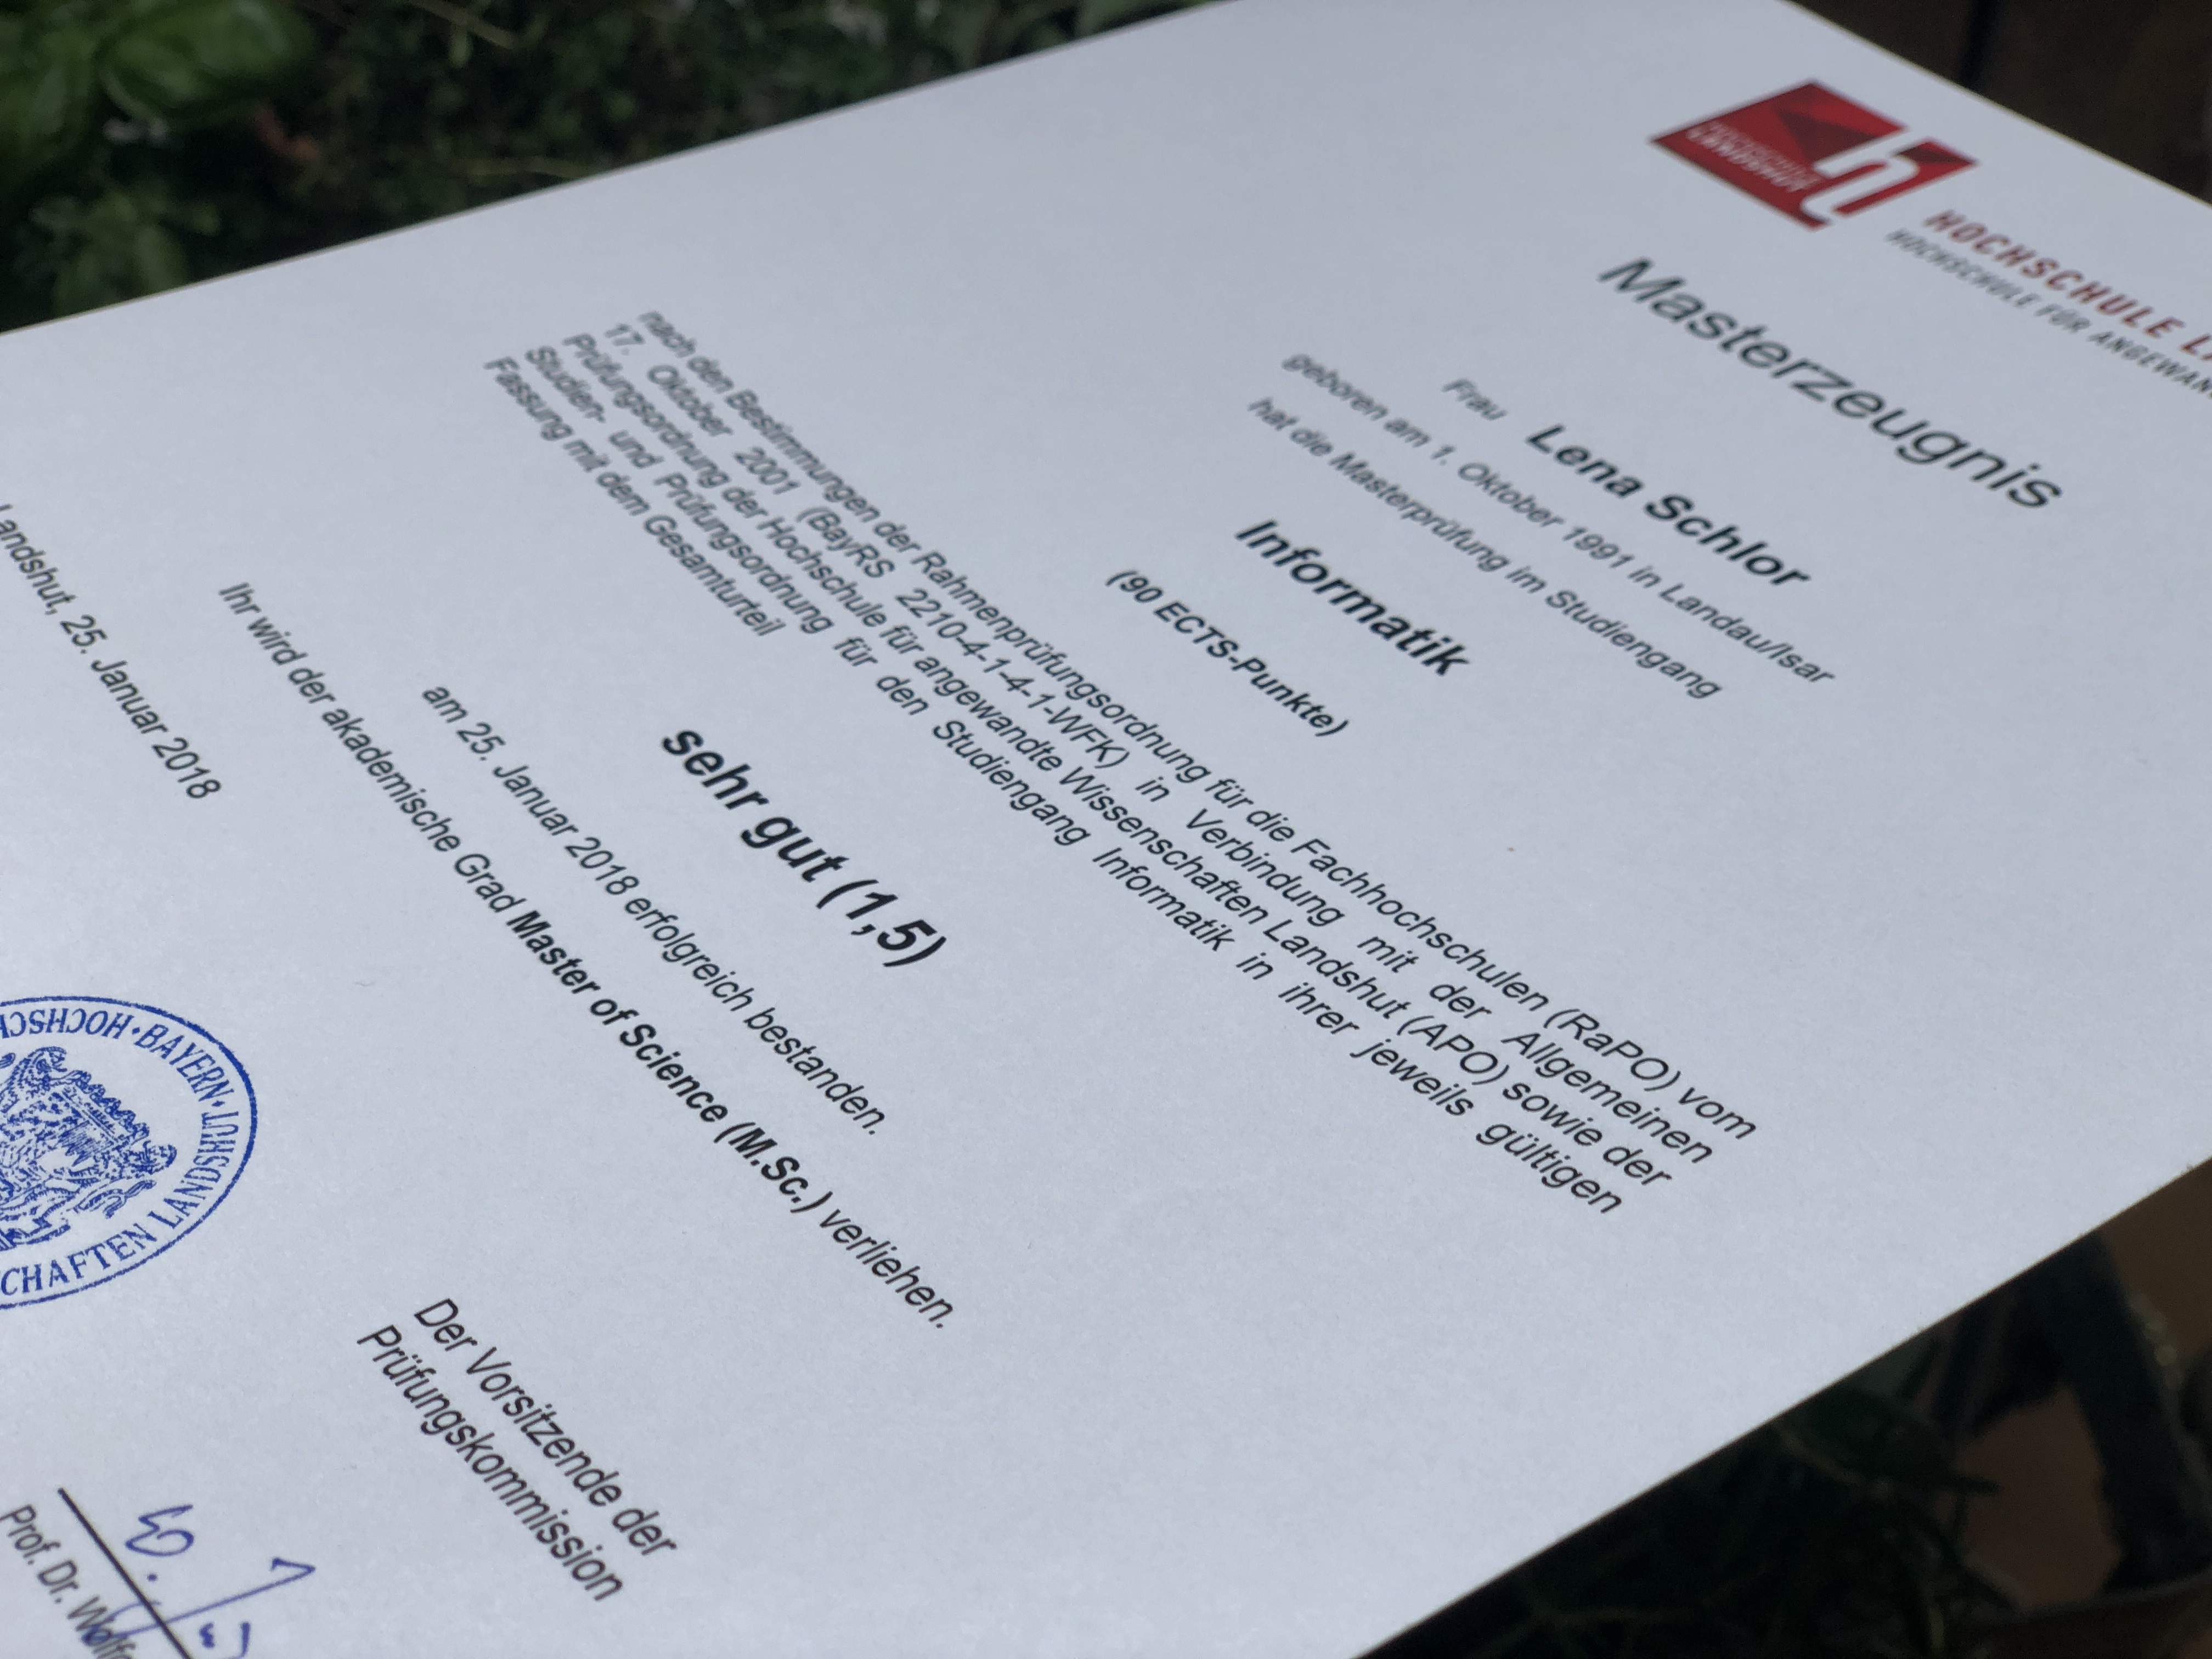 HOCHSCHULE
LANDSHUT
HOCHSCHULE LA
HOCHSCHULE FÜR ANGEWAN
Masterzeugnis
Frau Lena Schlor
geboren am 1. Oktober 1991 in Landau/Isar
hat die Masterprüfung im Studiengang
Informatik
(90 ECTS-Punkte)
nach den Bestimmungen der Rahmenprüfungsordnung für die Fachhochschulen (RaPO) vom
17. Oktober 2001 (BayRS 2210-4-1-4-1-WFK) in Verbindung mit der Allgemeinen
Prüfungsordnung der Hochschule für angewandte Wissenschaften Landshut (APO) sowie der
Studien- und Prüfungsordnung für den Studiengang Informatik in ihrer jeweils gültigen
Fassung mit dem Gesamturteil
sehr gut (1,5)
am 25. Januar 2018 erfolgreich bestanden.
Ihr wird der akademische Grad Master of Science (M.Sc.) verliehen.
Landshut, 25. Januar 2018
BAYERN · HOCHSCH
SCHAFTEN LANDSHUT ·
Der Vorsitzende der
Prüfungskommission
Prof. Dr. Wolf